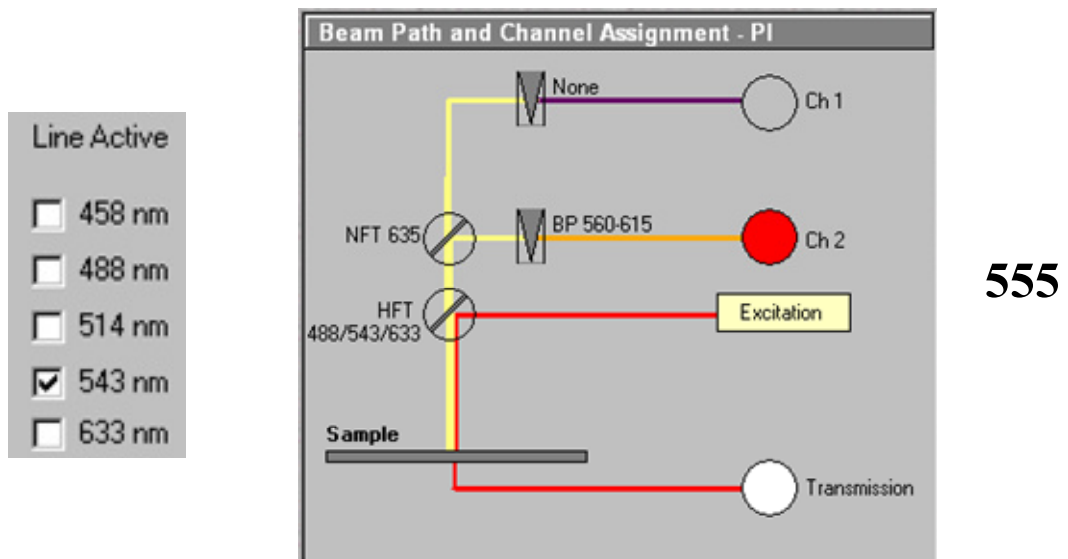 Line Active
458 nm
488 nm
514 nm
543 nm
633 nm
Beam Path and Channel Assignment - PI
None
Ch 1
NFT 635
BP 560-615
Ch 2
HFT
488/543/633
Excitation
Sample
Transmission
555